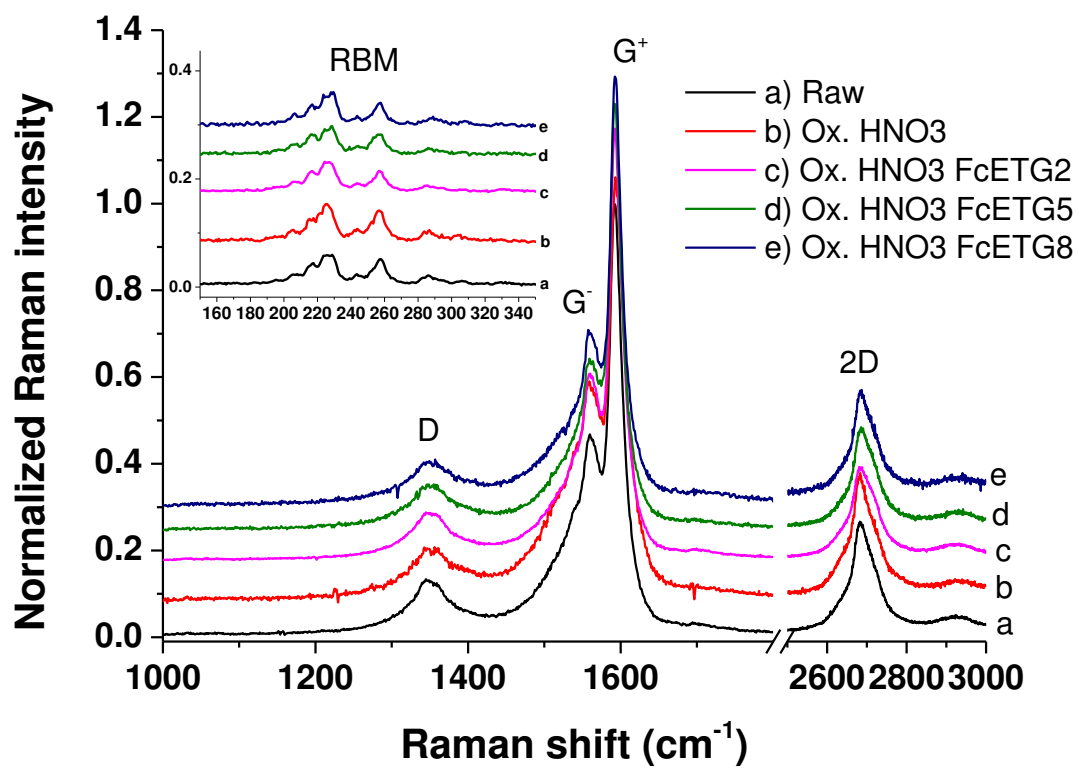 Normalized Raman intensity
1.4
1.2
1.0
0.8
0.6
0.4
0.2
0.0
RBM
0.4
0.2
0.0
e
d
c
b
a
160 180 200 220 240 260 280 300 320 340
G+
a) Raw
b) Ox. HNO3
c) Ox. HNO3 FcETG2
d) Ox. HNO3 FcETG5
e) Ox. HNO3 FcETG8
G-
D
2D
e
d
c
b
a
1000 1200 1400 1600 2600 2800 3000
Raman shift (cm-1)